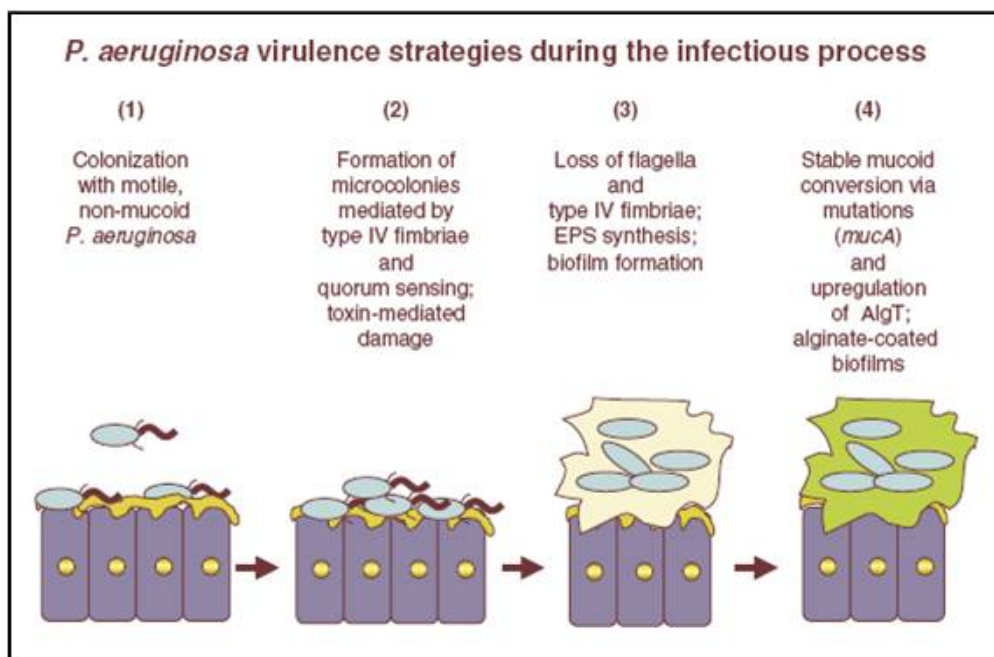 P. aeruginosa virulence strategies during the infectious process
(1)
Colonization
with motile,
non-mucoid
P. aeruginosa
(2)
Formation of
microcolonies
mediated by
type IV fimbriae
and
quorum sensing;
toxin-mediated
damage
(3)
Loss of flagella
and
type IV fimbriae;
EPS synthesis;
biofilm formation
(4)
Stable mucoid
conversion via
mutations
(mucA)
and
upregulation
of AlgT;
alginate-coated
biofilms